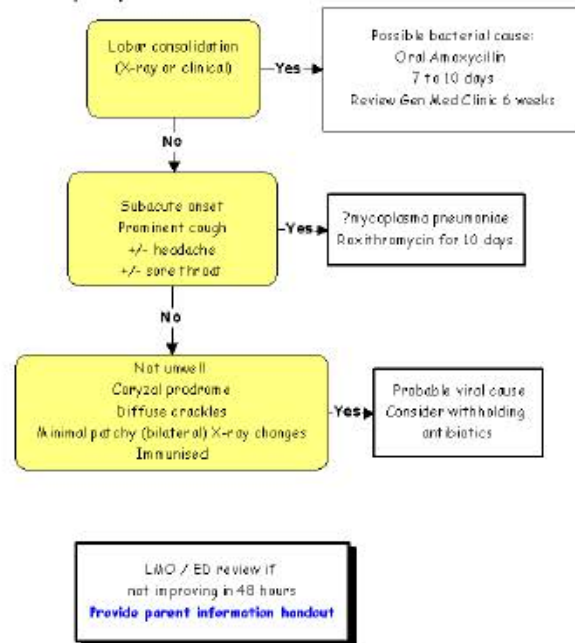 Lobar consolidation
(X-ray or clinical)
Yes
Possible bacterial cause:
Oral Amoxycillin
7 to 10 days
Review Gen Med Clinic 6 weeks
No
Subacute onset
Prominent cough
+/- headache
+/- sore throat
Yes
?mycoplasma pneumoniae
Roxithromycin for 10 days
No
Not unwell
Coryzal prodrome
Diffuse crackles
Minimal patchy (bilateral) X-ray changes
Immunised
Yes
Probable viral cause
Consider withholding
antibiotics
LMO / ED review if
not improving in 48 hours
Provide parent information handout